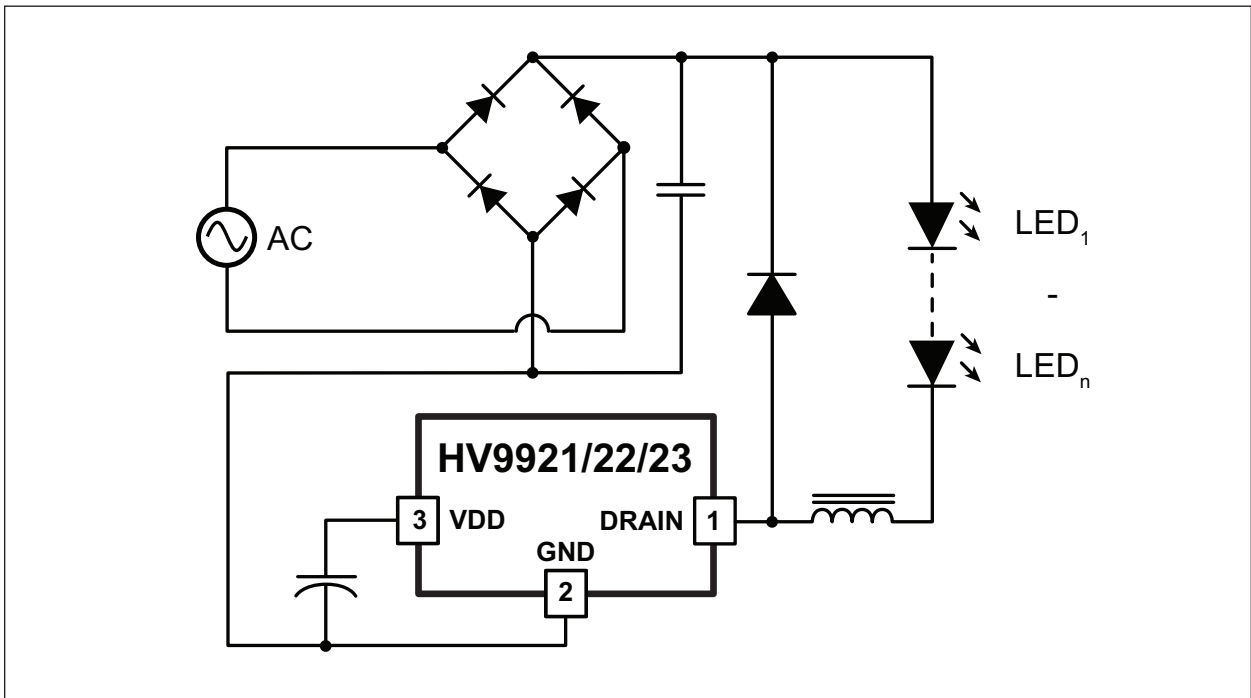 AC
LED1
-
LEDn
HV9921/22/23
3 VDD
DRAIN 1
GND
2